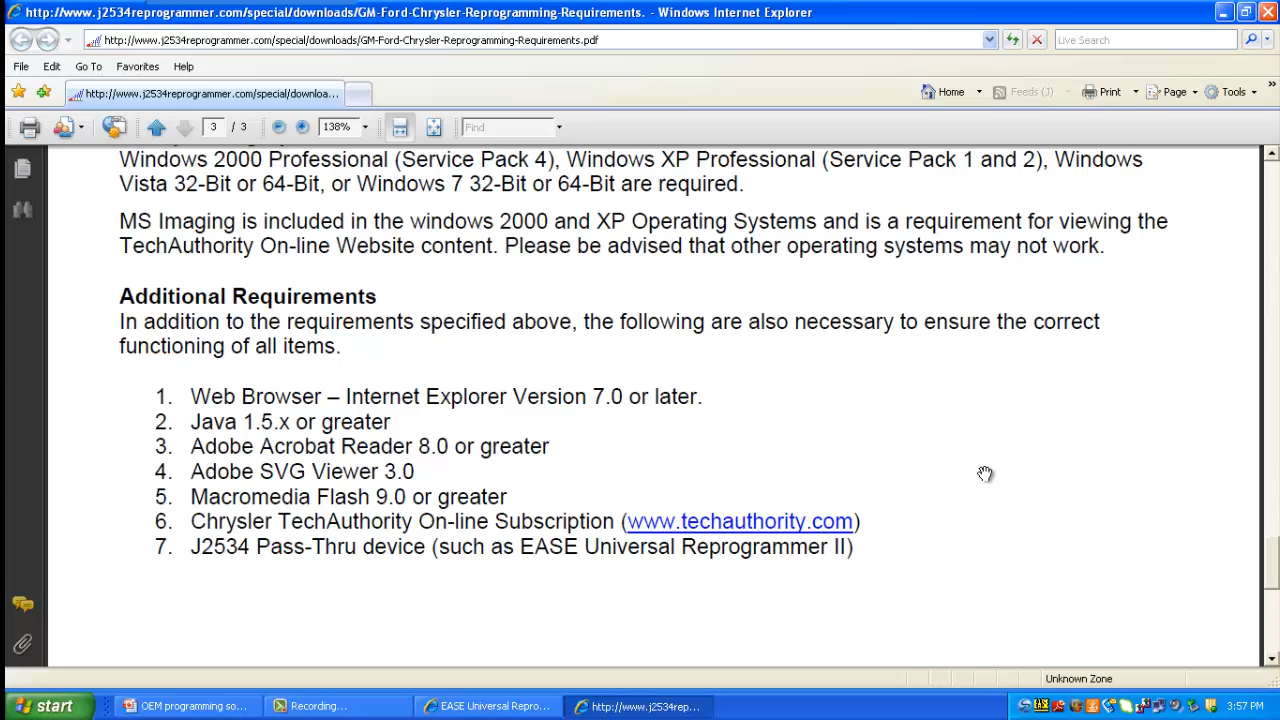 http://www.j2534reprogrammer.com/special/downloads/GM-Ford-Chrysler-Reprogramming-Requirements. - Windows Internet Explorer
http://www.j2534reprogrammer.com/special/downloads/GM-Ford-Chrysler-Reprogramming-Requirements.pdf
Live Search
File Edit Go To Favorites Help
http://www.j2534reprogrammer.com/special/downloa...
Home Feeds (J) Print Page Tools
3 / 3 138% Find
Windows 2000 Professional (Service Pack 4), Windows XP Professional (Service Pack 1 and 2), Windows
Vista 32-Bit or 64-Bit, or Windows 7 32-Bit or 64-Bit are required.
MS Imaging is included in the windows 2000 and XP Operating Systems and is a requirement for viewing the
TechAuthority On-line Website content. Please be advised that other operating systems may not work.
Additional Requirements
In addition to the requirements specified above, the following are also necessary to ensure the correct
functioning of all items.
1. Web Browser – Internet Explorer Version 7.0 or later.
2. Java 1.5.x or greater
3. Adobe Acrobat Reader 8.0 or greater
4. Adobe SVG Viewer 3.0
5. Macromedia Flash 9.0 or greater
6. Chrysler TechAuthority On-line Subscription (www.techauthority.com)
7. J2534 Pass-Thru device (such as EASE Universal Reprogrammer II)
Unknown Zone
start OEM programming so... Recording... EASE Universal Repro... http://www.j2534rep... EASE 3:57 PM